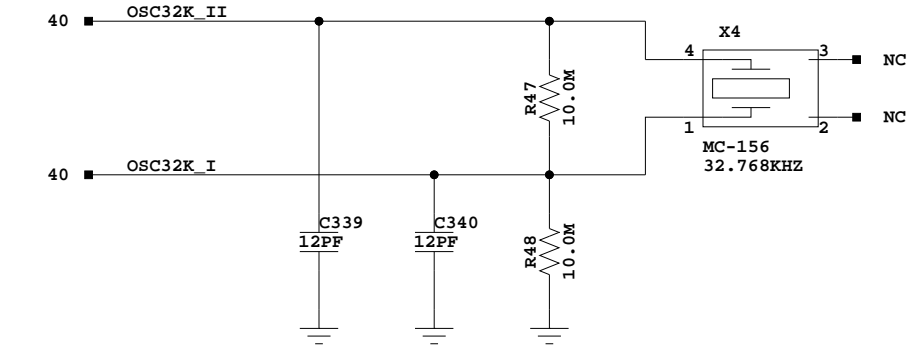 OSC32K_II
40
X4
4
3
NC
R47
10.0M
1
2
NC
MC-156
32.768KHZ
OSC32K_I
40
C339
12PF
C340
12PF
R48
10.0M